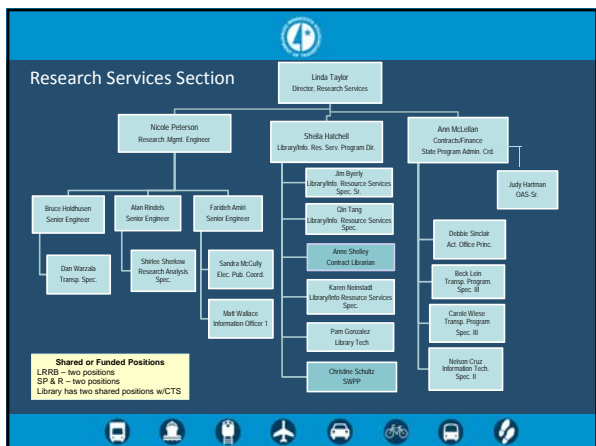 Research Services Section
Linda Taylor
Director, Research Services
Nicole Peterson
Research .Mgmt. Engineer
Sheila Hatchell
Library/Info. Res. Serv. Program Dir.
Ann McLellan
Contracts/Finance
State Program Admin. Crd.
Judy Hartman
OAS-Sr.
Bruce Holdhusen
Senior Engineer
Alan Rindels
Senior Engineer
Farideh Amiri
Senior Engineer
Dan Warzala
Transp. Spec.
Shirlee Sherkow
Research Analysis
Spec.
Sandra McCully
Elec. Pub. Coord.
Matt Wallace
Information Officer 1
Jim Byerly
Library/Info. Resource Services
Spec. Sr.
Qin Tang
Library/Info. Resource Services
Spec.
Anne Shelley
Contract Librarian
Karen Neinstadt
Library/Info Resource Services
Spec.
Pam Gonzalez
Library Tech
Christine Schultz
SWPP
Debbie Sinclair
Act. Office Princ.
Beck Lein
Transp. Program.
Spec. III
Carole Wiese
Transp. Program
Spec. III
Nelson Cruz
Information Tech.
Spec. II
Shared or Funded Positions
LRRB – two positions
SP & R – two positions
Library has two shared positions w/CTS